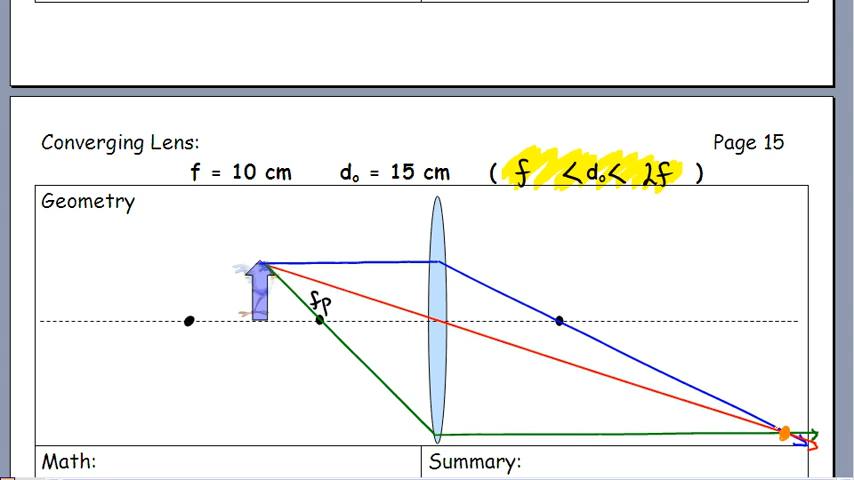 Converging Lens: Page 15
f = 10 cm dₒ = 15 cm ( f < dₒ < 2f )
Geometry
fp
Math: Summary: